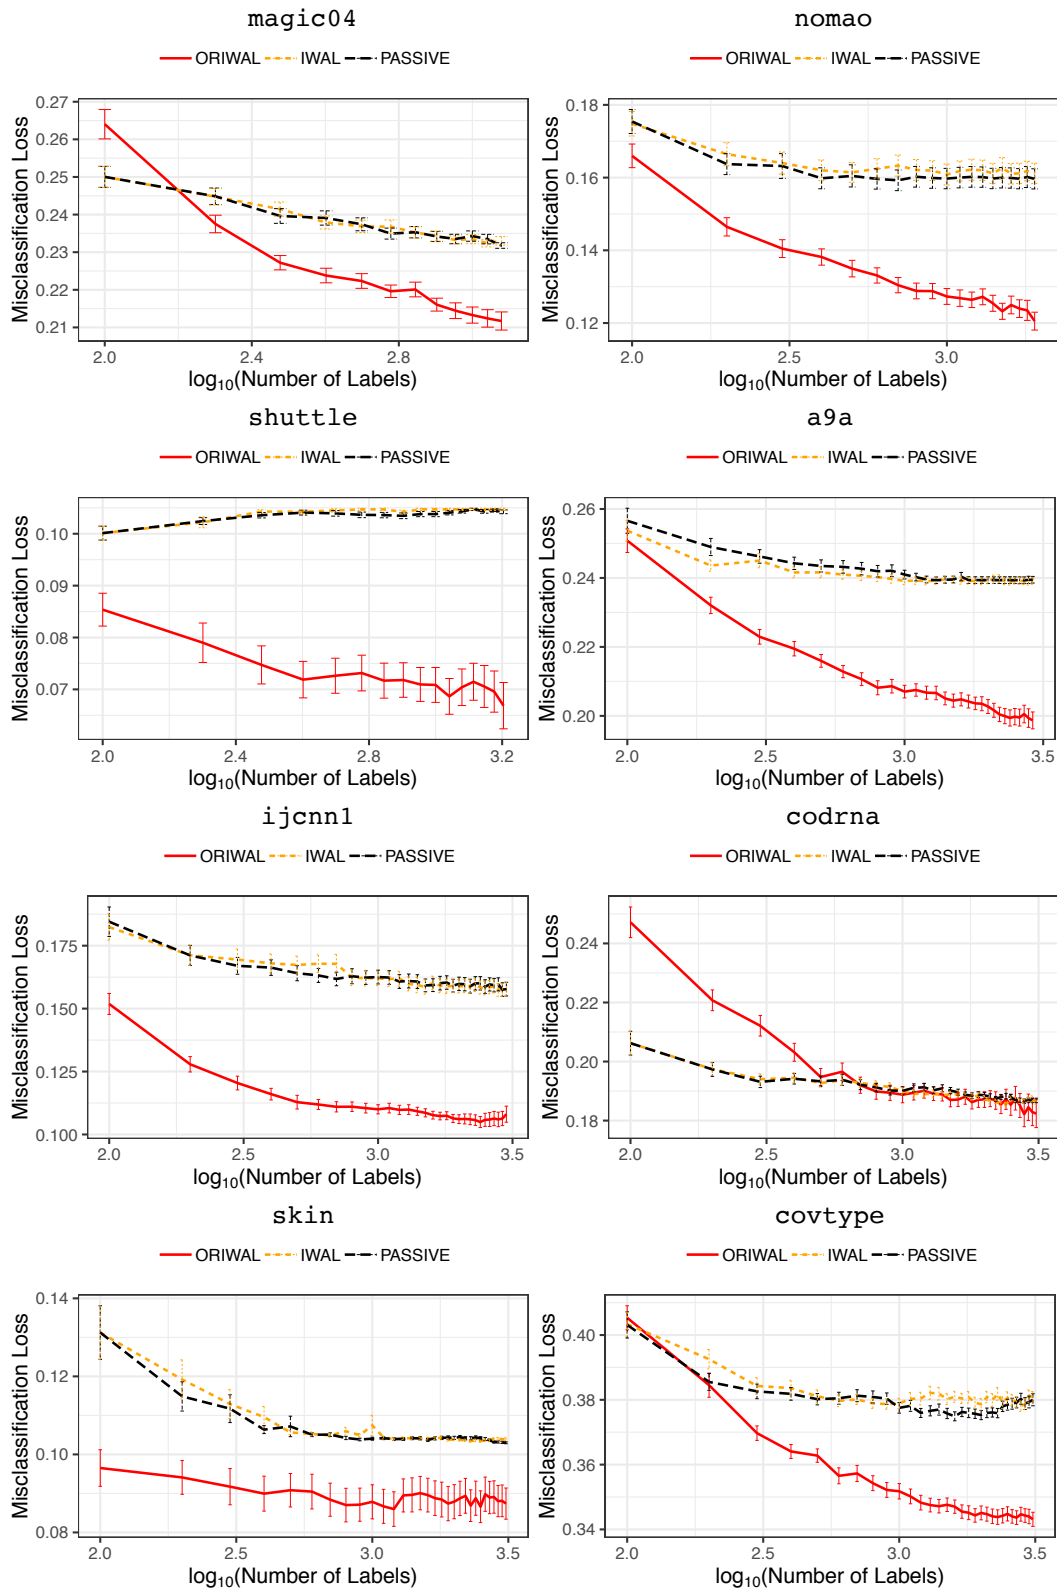 magic04
ORIWAL IWAL PASSIVE
Misclassification Loss
0.27
0.26
0.25
0.24
0.23
0.22
0.21
2.0 2.4 2.8
log10(Number of Labels)
nomao
ORIWAL IWAL PASSIVE
Misclassification Loss
0.18
0.16
0.14
0.12
2.0 2.5 3.0
log10(Number of Labels)
shuttle
ORIWAL IWAL PASSIVE
Misclassification Loss
0.10
0.09
0.08
0.07
2.0 2.4 2.8 3.2
log10(Number of Labels)
a9a
ORIWAL IWAL PASSIVE
Misclassification Loss
0.26
0.24
0.22
0.20
2.0 2.5 3.0 3.5
log10(Number of Labels)
ijcnn1
ORIWAL IWAL PASSIVE
Misclassification Loss
0.175
0.150
0.125
0.100
2.0 2.5 3.0 3.5
log10(Number of Labels)
codrna
ORIWAL IWAL PASSIVE
Misclassification Loss
0.24
0.22
0.20
0.18
2.0 2.5 3.0 3.5
log10(Number of Labels)
skin
ORIWAL IWAL PASSIVE
Misclassification Loss
0.14
0.12
0.10
0.08
2.0 2.5 3.0 3.5
log10(Number of Labels)
covtype
ORIWAL IWAL PASSIVE
Misclassification Loss
0.40
0.38
0.36
0.34
2.0 2.5 3.0 3.5
log10(Number of Labels)